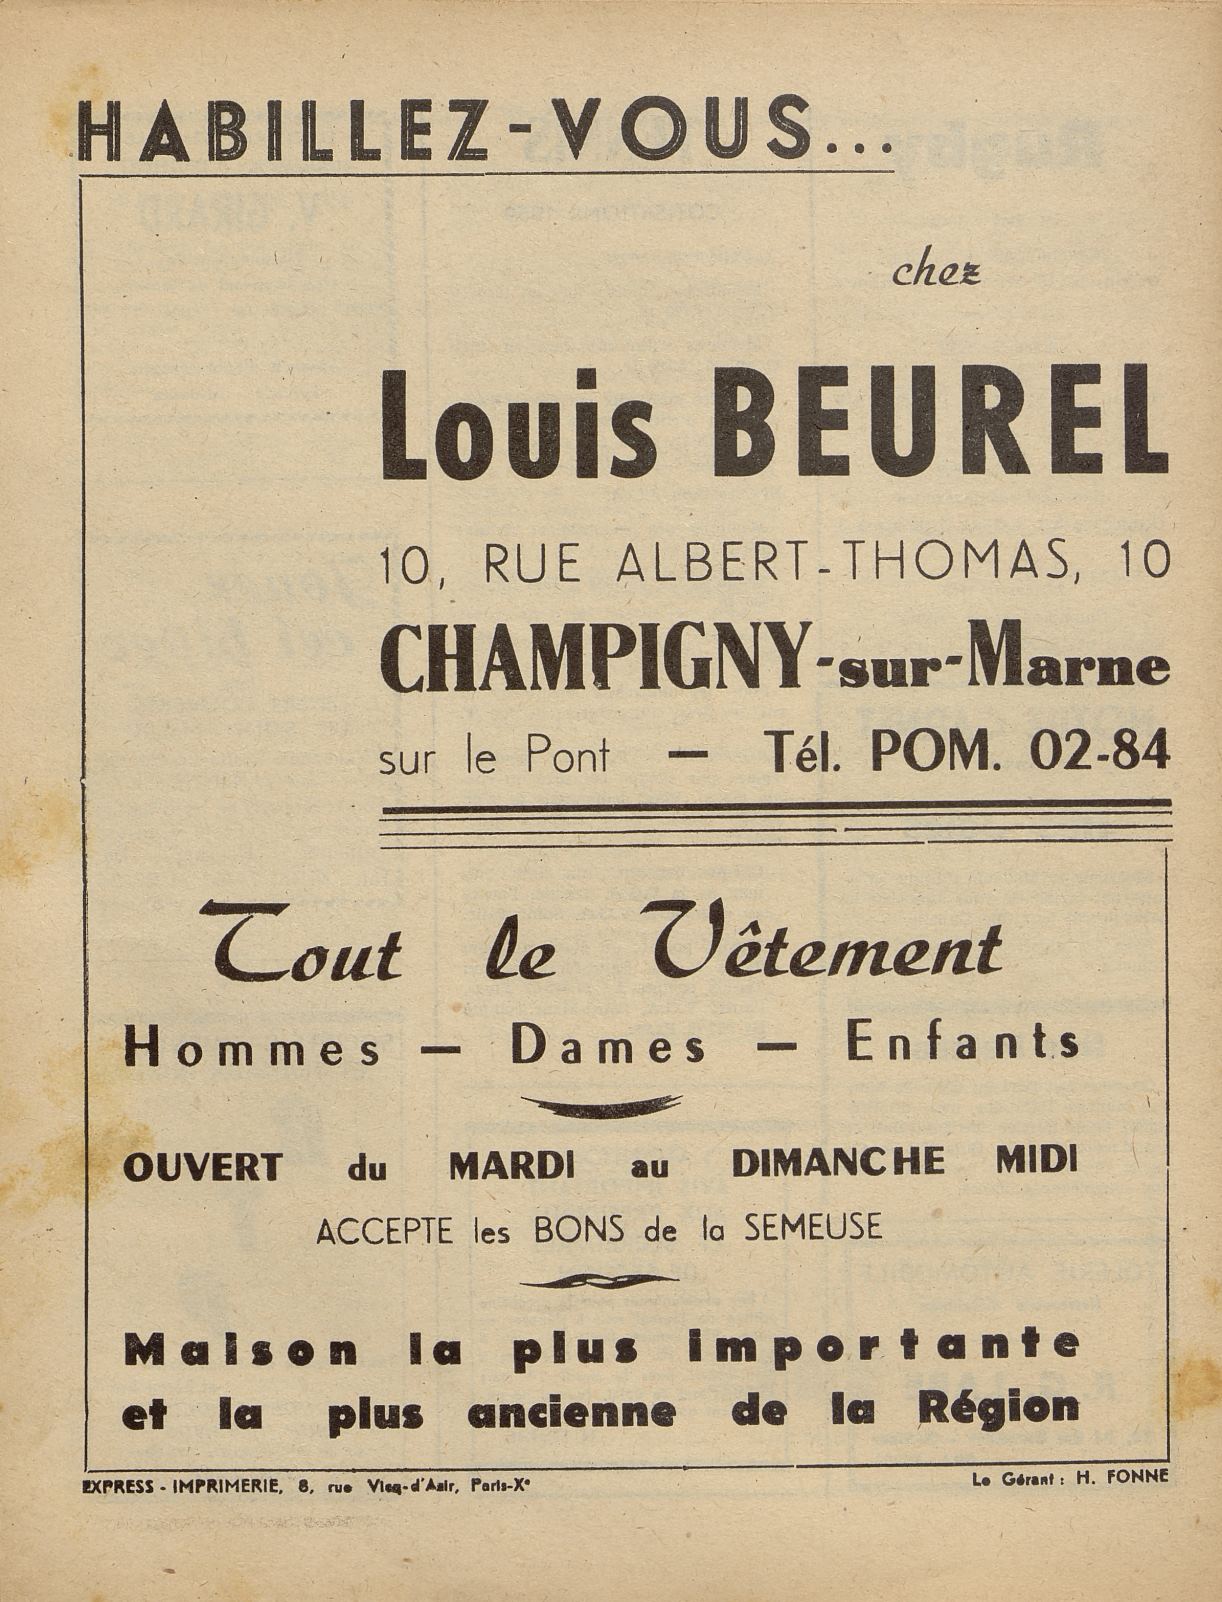 HABILLEZ-VOUS...
chez
Louis BEUREL
10, RUE ALBERT-THOMAS, 10
CHAMPIGNY-sur-Marne
sur le Pont — Tél. POM. 02-84
Tout le Vêtement
Hommes — Dames — Enfants
OUVERT du MARDI au DIMANCHE MIDI
ACCEPTE les BONS de la SEMEUSE
Maison la plus importante
et la plus ancienne de la Région
EXPRESS - IMPRIMERIE, 8, rue Vicq-d'Azir, Paris-Xe
Le Gérant : H. FONNE